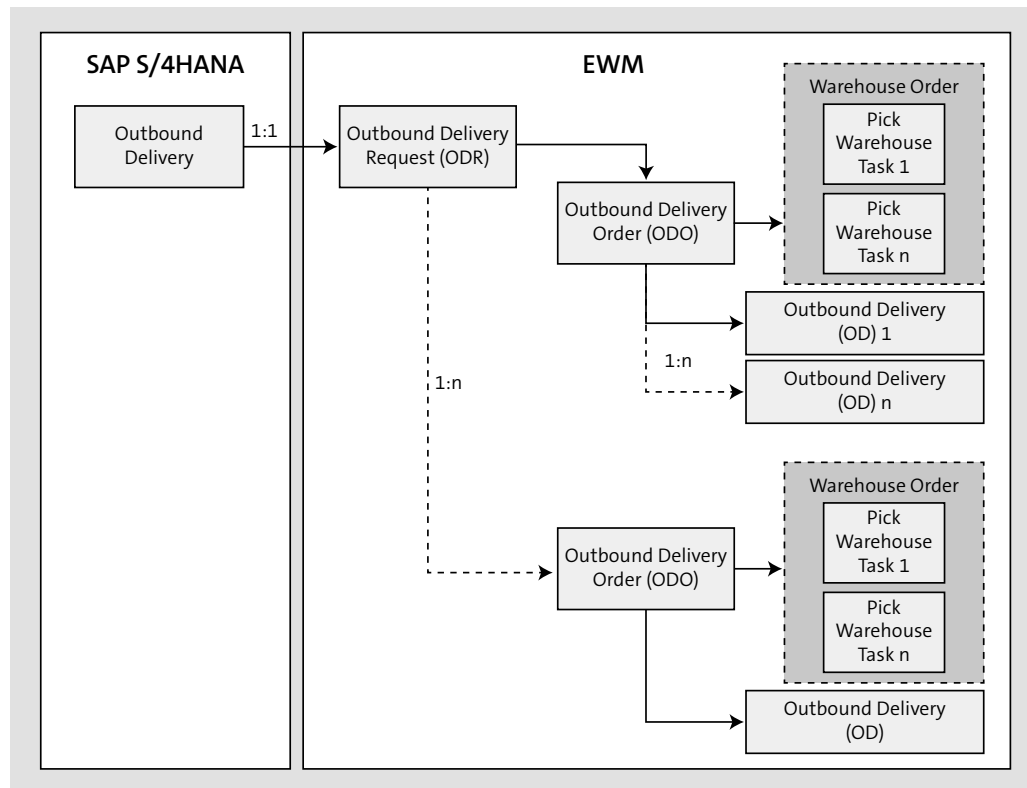 SAP S/4HANA
Outbound
Delivery
1:1
EWM
Outbound Delivery
Request (ODR)
1:n
Outbound Delivery
Order (ODO)
Warehouse Order
Pick
Warehouse
Task 1
Pick
Warehouse
Task n
Outbound Delivery
(OD) 1
1:n
Outbound Delivery
(OD) n
Outbound Delivery
Order (ODO)
Warehouse Order
Pick
Warehouse
Task 1
Pick
Warehouse
Task n
Outbound Delivery
(OD)